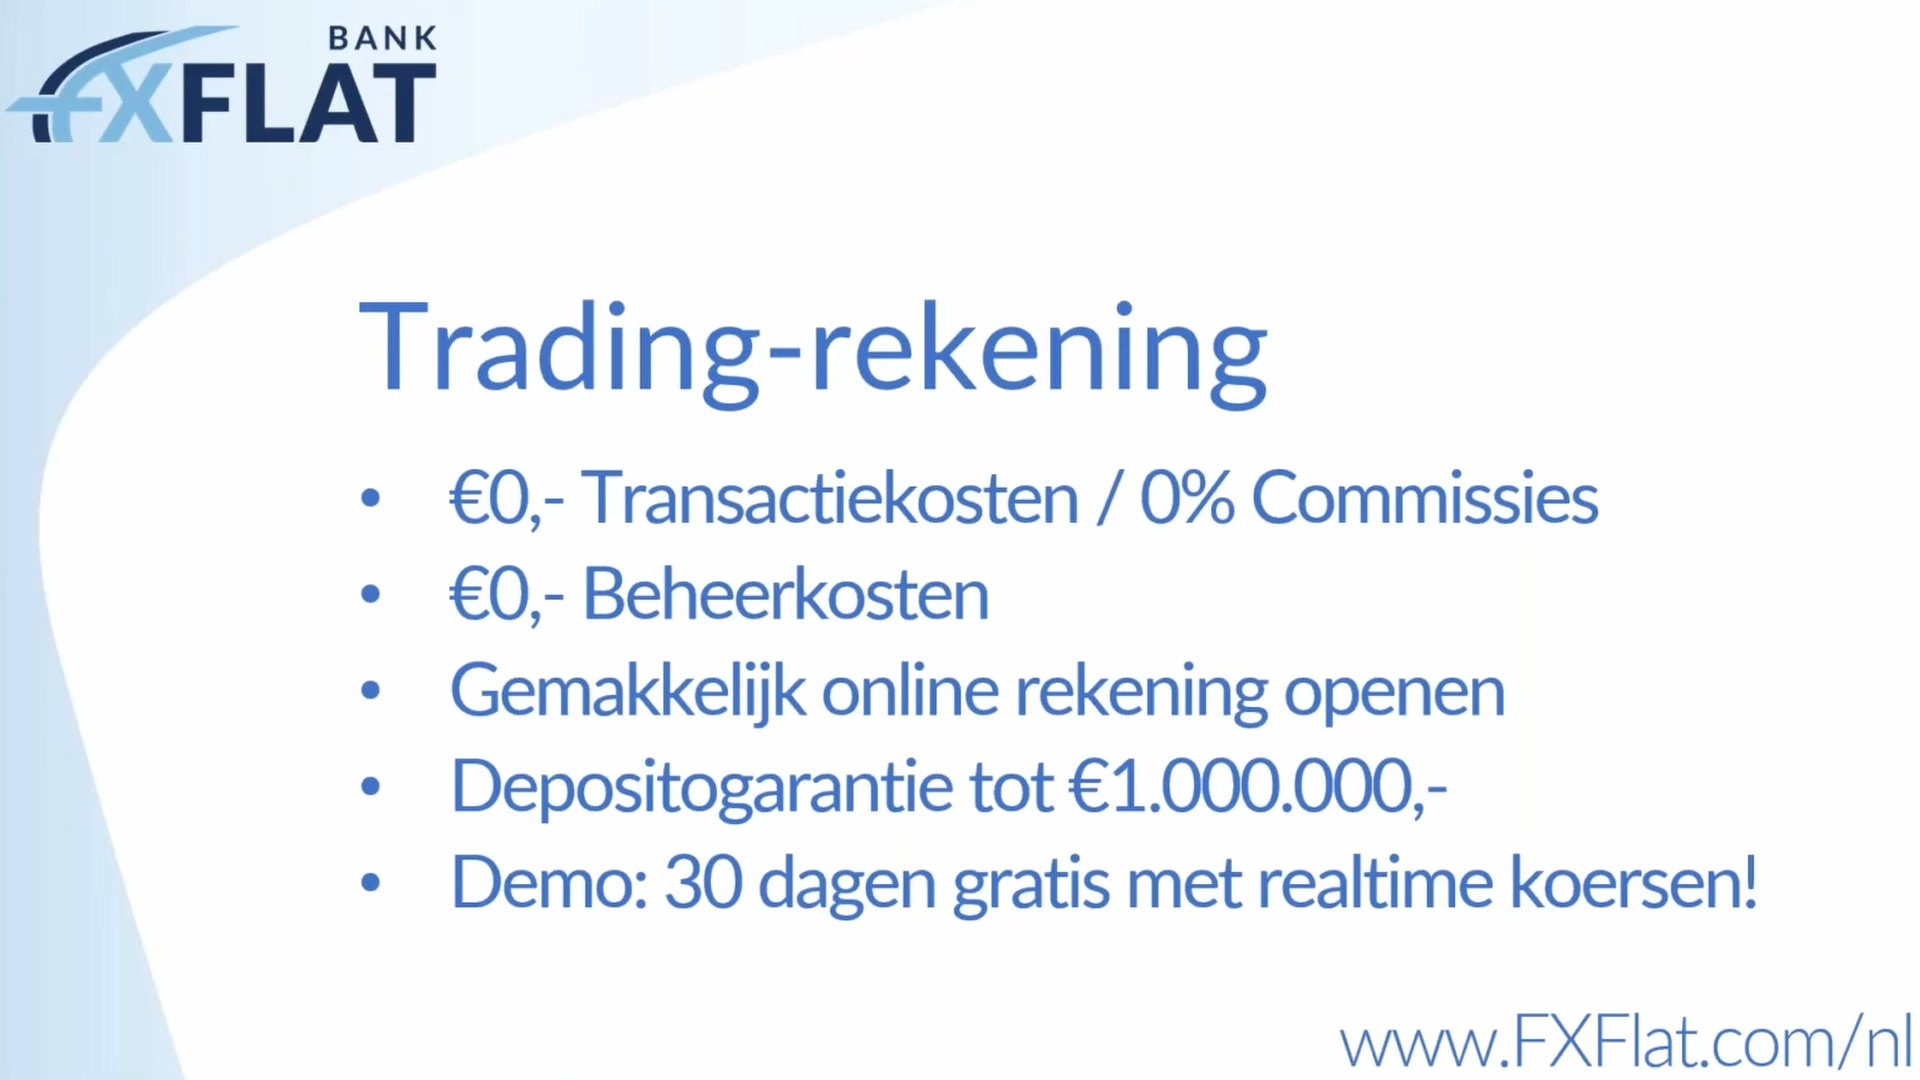 BANK
FXFLAT
Trading-rekening
• €0,- Transactiekosten / 0% Commissies
• €0,- Beheerkosten
• Gemakkelijk online rekening openen
• Depositogarantie tot €1.000.000,-
• Demo: 30 dagen gratis met realtime koersen!
www.FXFlat.com/nl